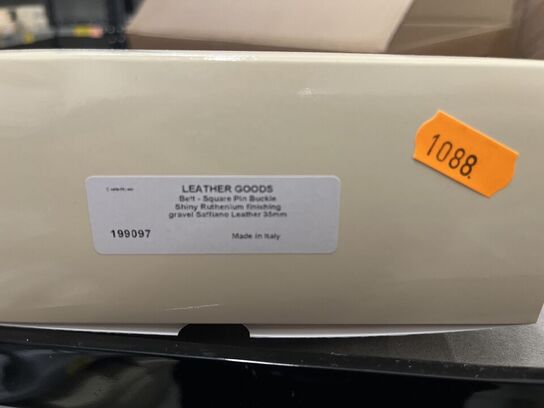 LEATHER GOODS
Belt - Square Pin Buckle
Shiny Ruthenium finishing
gravel Saffiano Leather 35mm
199097 Made in Italy
1088.